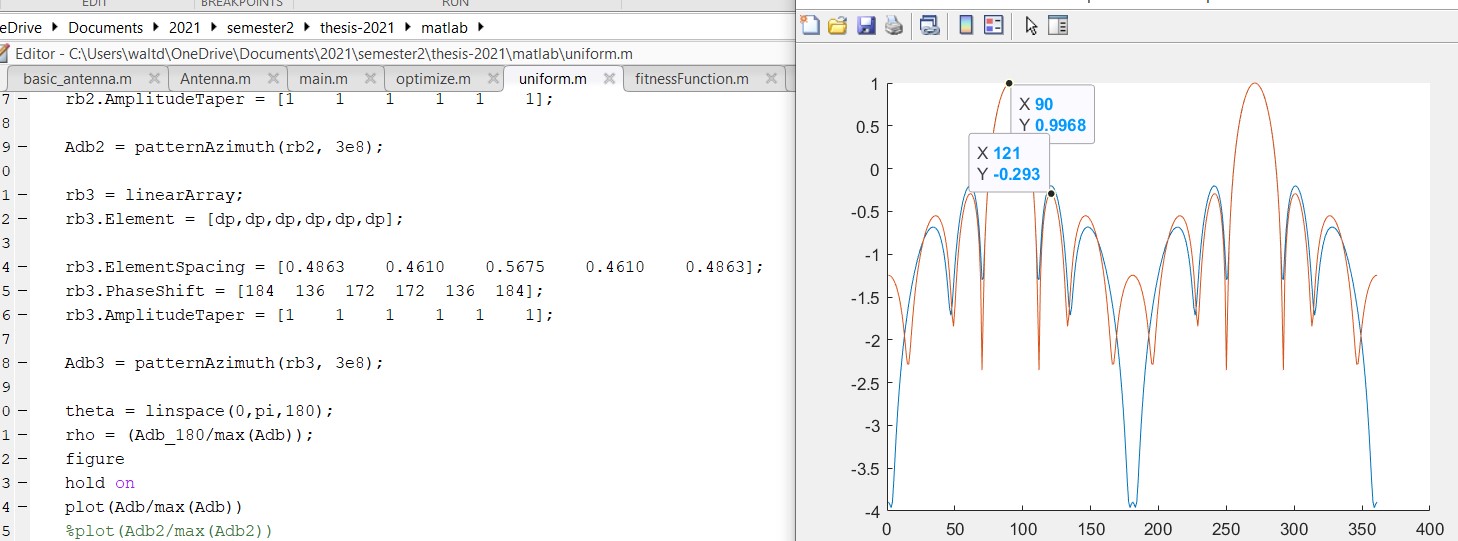 EDIT BREAKPOINTS RUN
eDrive ▸ Documents ▸ 2021 ▸ semester2 ▸ thesis-2021 ▸ matlab ▸
Editor - C:\Users\waltd\OneDrive\Documents\2021\semester2\thesis-2021\matlab\uniform.m
basic_antenna.m Antenna.m main.m optimize.m uniform.m fitnessFunction.m
7 — rb2.AmplitudeTaper = [1 1 1 1 1 1];
8
9 — Adb2 = patternAzimuth(rb2, 3e8);
0
1 — rb3 = linearArray;
2 — rb3.Element = [dp,dp,dp,dp,dp,dp];
3
4 — rb3.ElementSpacing = [0.4863 0.4610 0.5675 0.4610 0.4863];
5 — rb3.PhaseShift = [184 136 172 172 136 184];
6 — rb3.AmplitudeTaper = [1 1 1 1 1 1];
7
8 — Adb3 = patternAzimuth(rb3, 3e8);
9
0 — theta = linspace(0,pi,180);
1 — rho = (Adb_180/max(Adb));
2 — figure
3 — hold on
4 — plot(Adb/max(Adb))
5 %plot(Adb2/max(Adb2))
X 90
Y 0.9968
X 121
Y -0.293
1
0.5
0
-0.5
-1
-1.5
-2
-2.5
-3
-3.5
-4
0 50 100 150 200 250 300 350 400